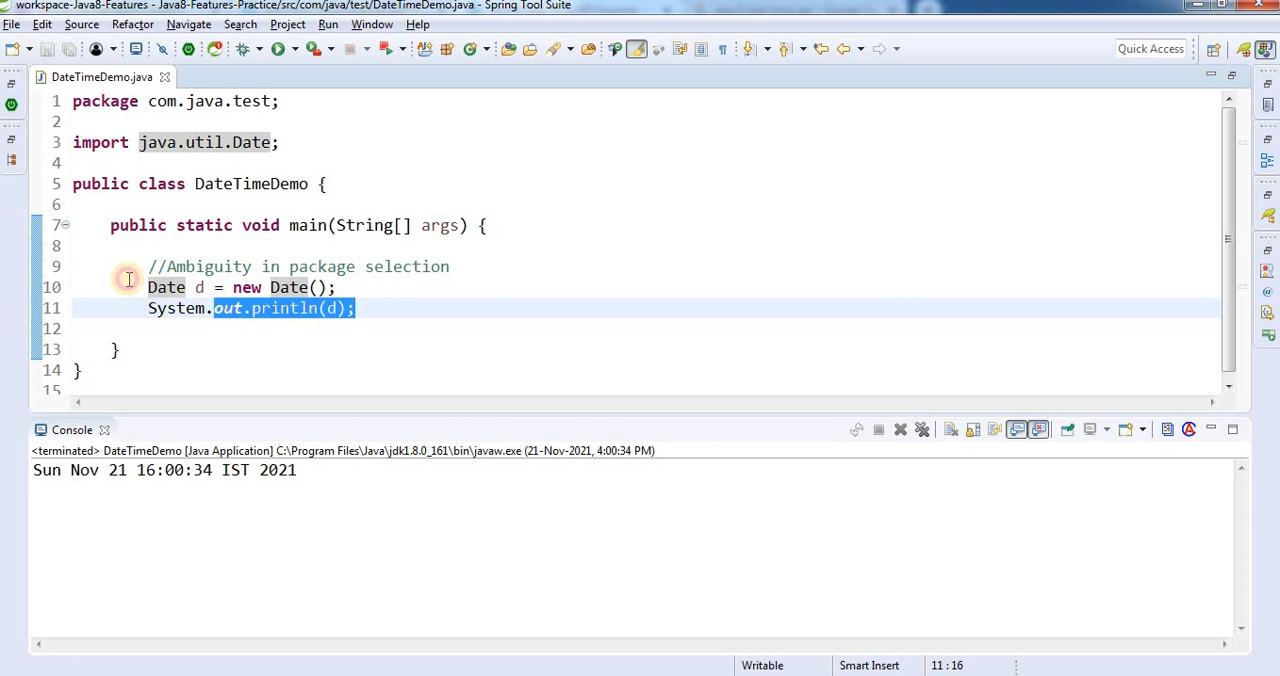 workspace-Java8-Features - Java8-Features-Practice/src/com/java/test/DateTimeDemo.java - Spring Tool Suite
File Edit Source Refactor Navigate Search Project Run Window Help
Quick Access
DateTimeDemo.java
1 package com.java.test;
2
3 import java.util.Date;
4
5 public class DateTimeDemo {
6
7 public static void main(String[] args) {
8
9 //Ambiguity in package selection
10 Date d = new Date();
11 System.out.println(d);
12
13 }
14 }
15
Console
<terminated> DateTimeDemo [Java Application] C:\Program Files\Java\jdk1.8.0_161\bin\javaw.exe (21-Nov-2021, 4:00:34 PM)
Sun Nov 21 16:00:34 IST 2021
Writable Smart Insert 11 : 16